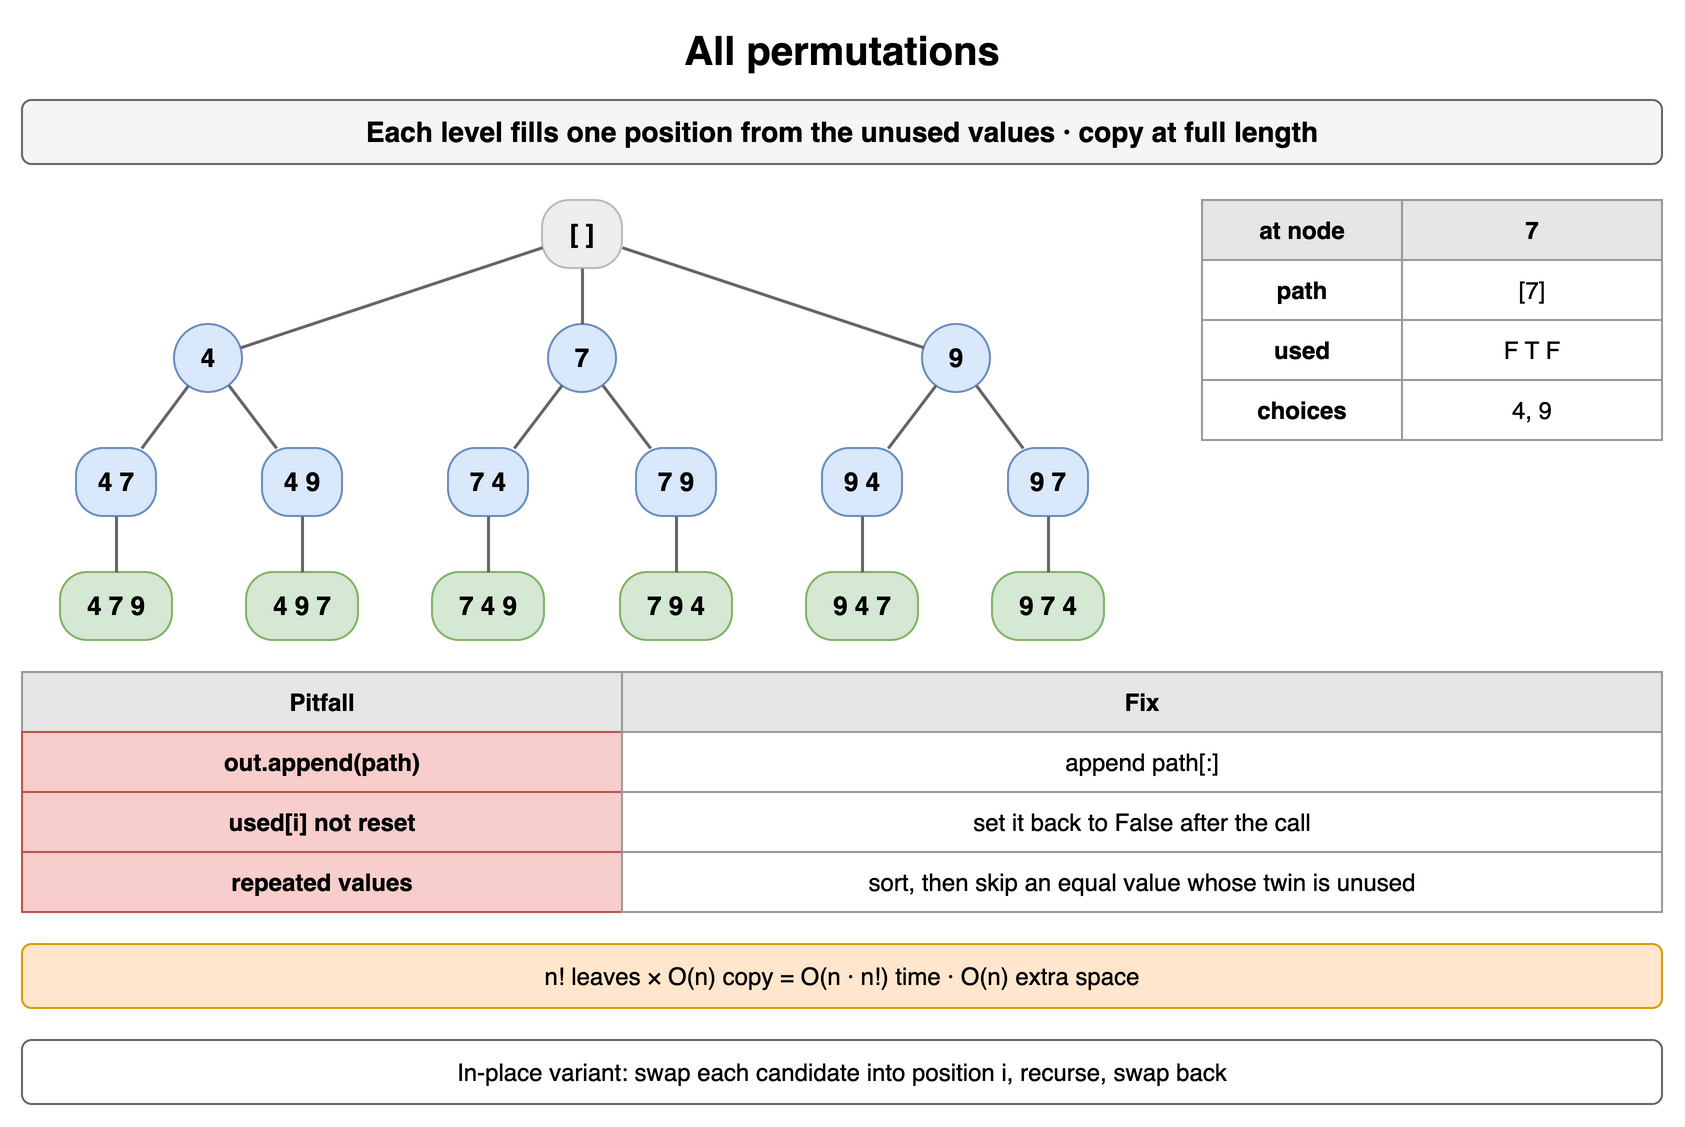 All permutations
Each level fills one position from the unused values · copy at full length
[ ]
4
7
9
4 7
4 9
7 4
7 9
9 4
9 7
4 7 9
4 9 7
7 4 9
7 9 4
9 4 7
9 7 4
at node 7
path [7]
used F T F
choices 4, 9
Pitfall Fix
out.append(path) append path[:]
used[i] not reset set it back to False after the call
repeated values sort, then skip an equal value whose twin is unused
n! leaves × O(n) copy = O(n · n!) time · O(n) extra space
In-place variant: swap each candidate into position i, recurse, swap back